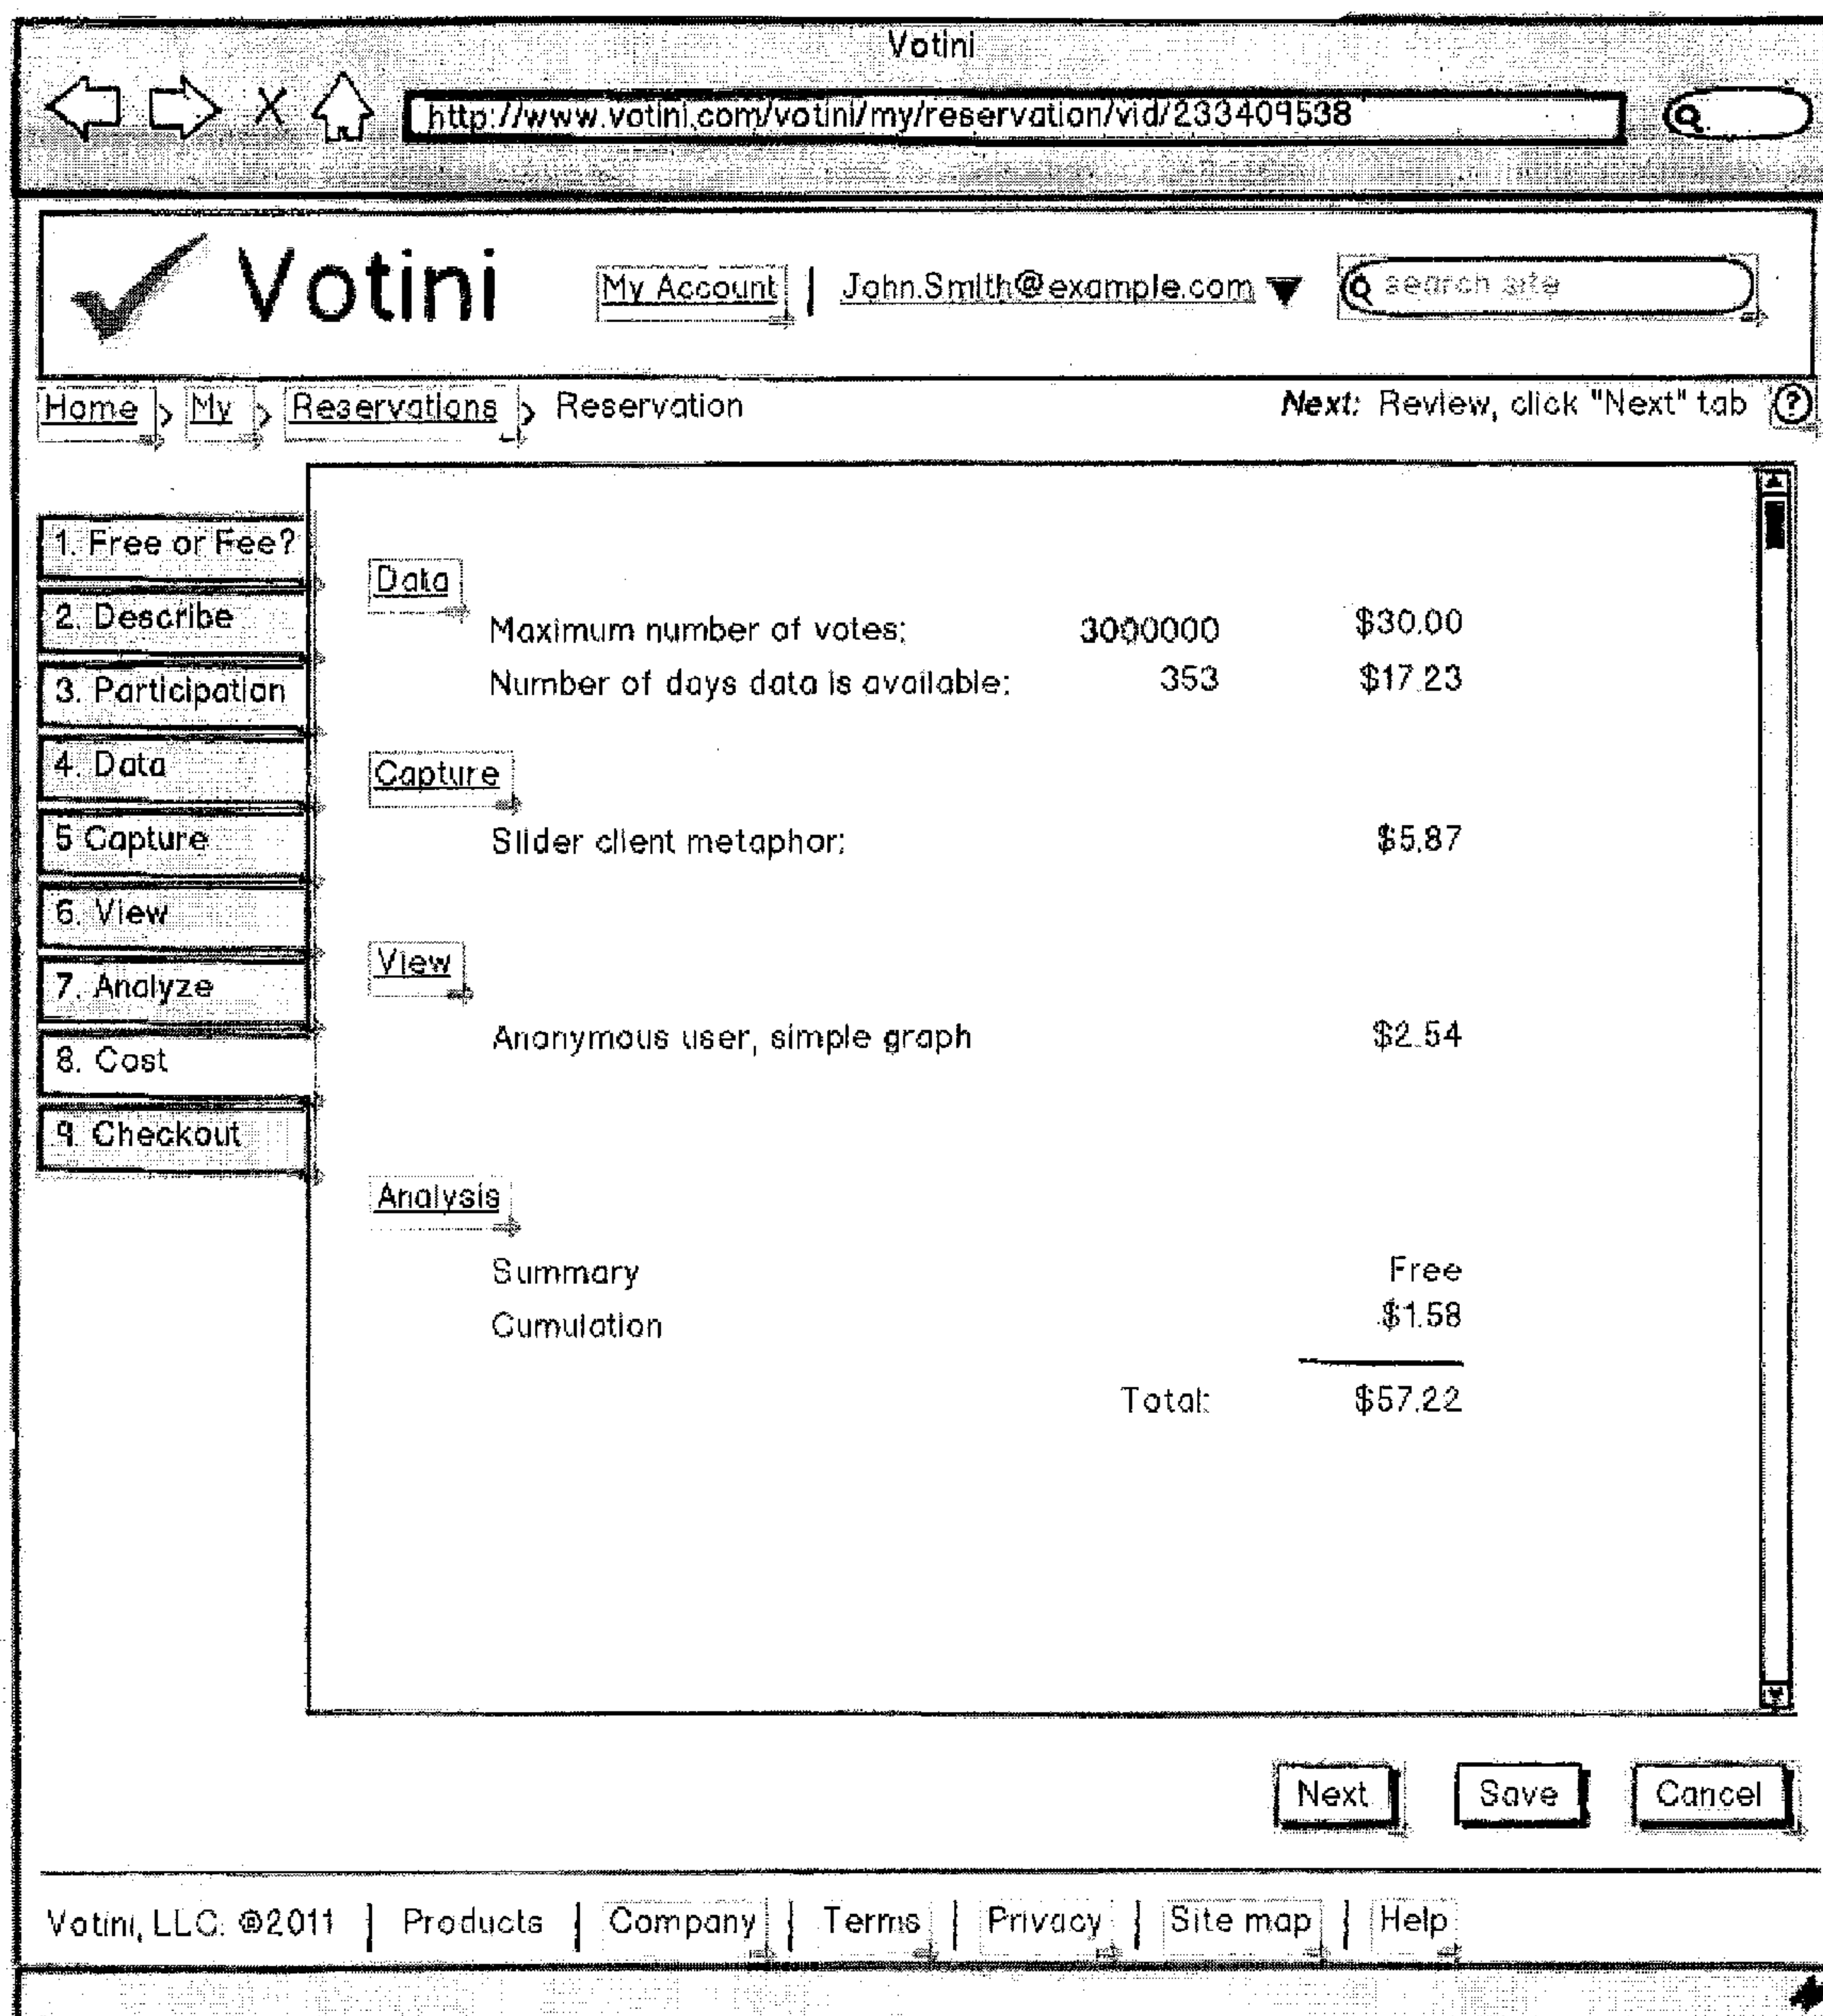 Votini
http://www.votini.com/votini/my/reservation/vid/233409538
Votini My Account | John.Smith@example.com search site
Home > My > Reservations > Reservation Next: Review, click "Next" tab ?
1. Free or Fee?
2. Describe
3. Participation
4. Data
5 Capture
6. View
7. Analyze
8. Cost
9. Checkout
Data
Maximum number of votes: 3000000 $30.00
Number of days data is available: 353 $17.23
Capture
Slider client metaphor: $5.87
View
Anonymous user, simple graph $2.54
Analysis
Summary Free
Cumulation $1.58
Total: $57.22
Next Save Cancel
Votini, LLC. ©2011 | Products | Company | Terms | Privacy | Site map | Help